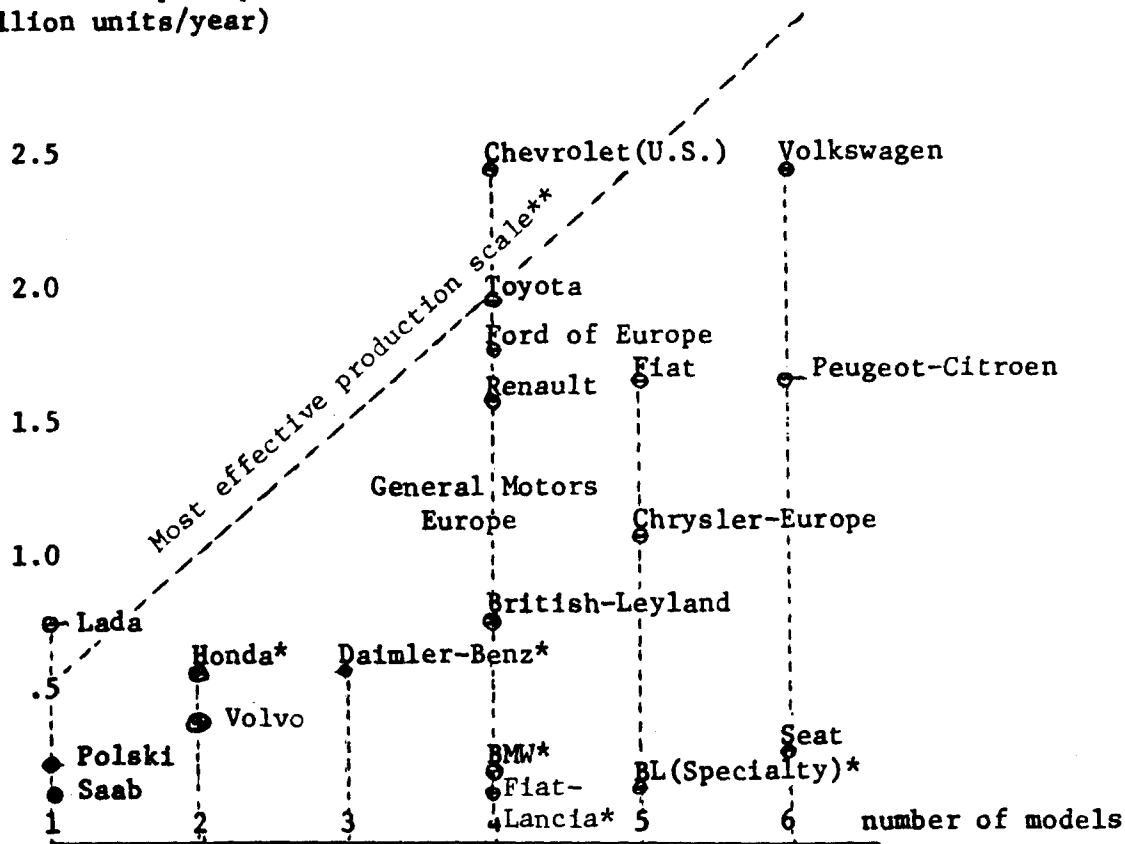 llion units/year)
2.5
Chevrolet(U.S.)
Volkswagen
Most effective production scale**
2.0
Toyota
Ford of Europe
Fiat
Peugeot-Citroen
Renault
1.5
General Motors
Europe
Chrysler-Europe
1.0
British-Leyland
Lada
Honda*
Daimler-Benz*
.5
Volvo
Seat
Polski
BMW*
BL(Specialty)*
Saab
Fiat-
Lancia*
1 2 3 4 5 6 number of models